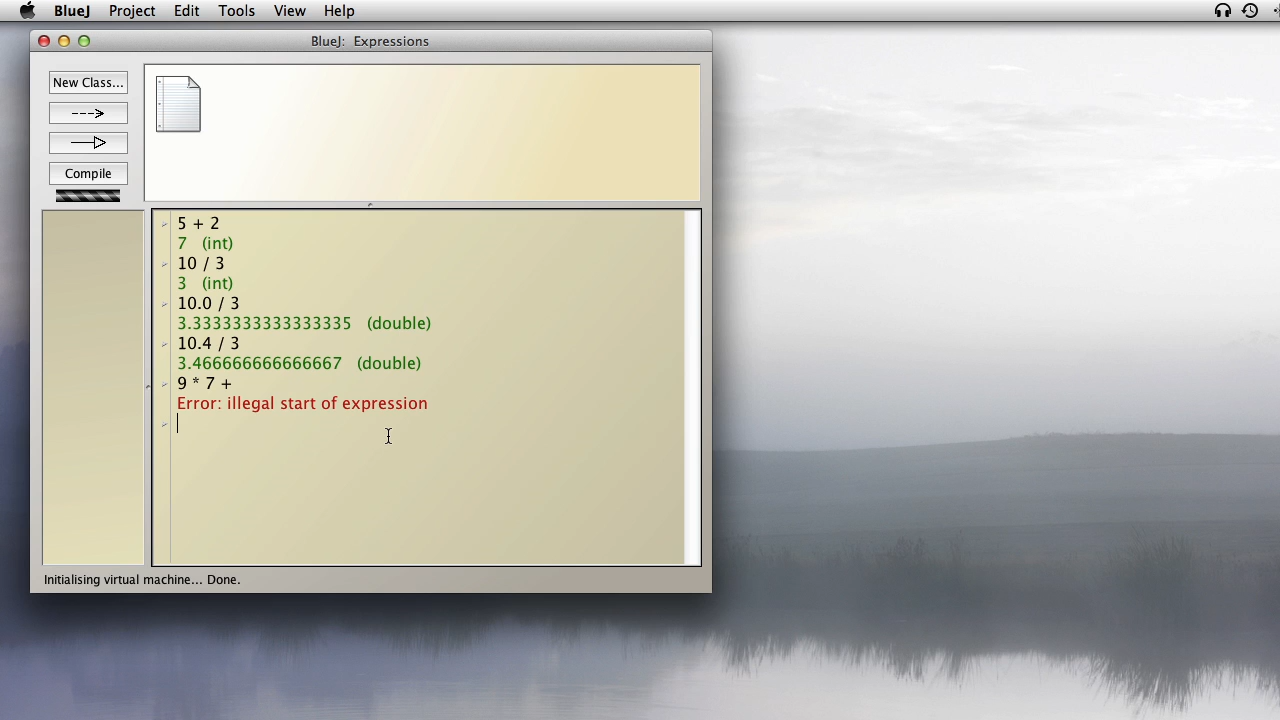 BlueJ Project Edit Tools View Help
BlueJ: Expressions
New Class...
Compile
5 + 2
7 (int)
10 / 3
3 (int)
10.0 / 3
3.3333333333333335 (double)
10.4 / 3
3.466666666666667 (double)
9 * 7 +
Error: illegal start of expression
Initialising virtual machine... Done.